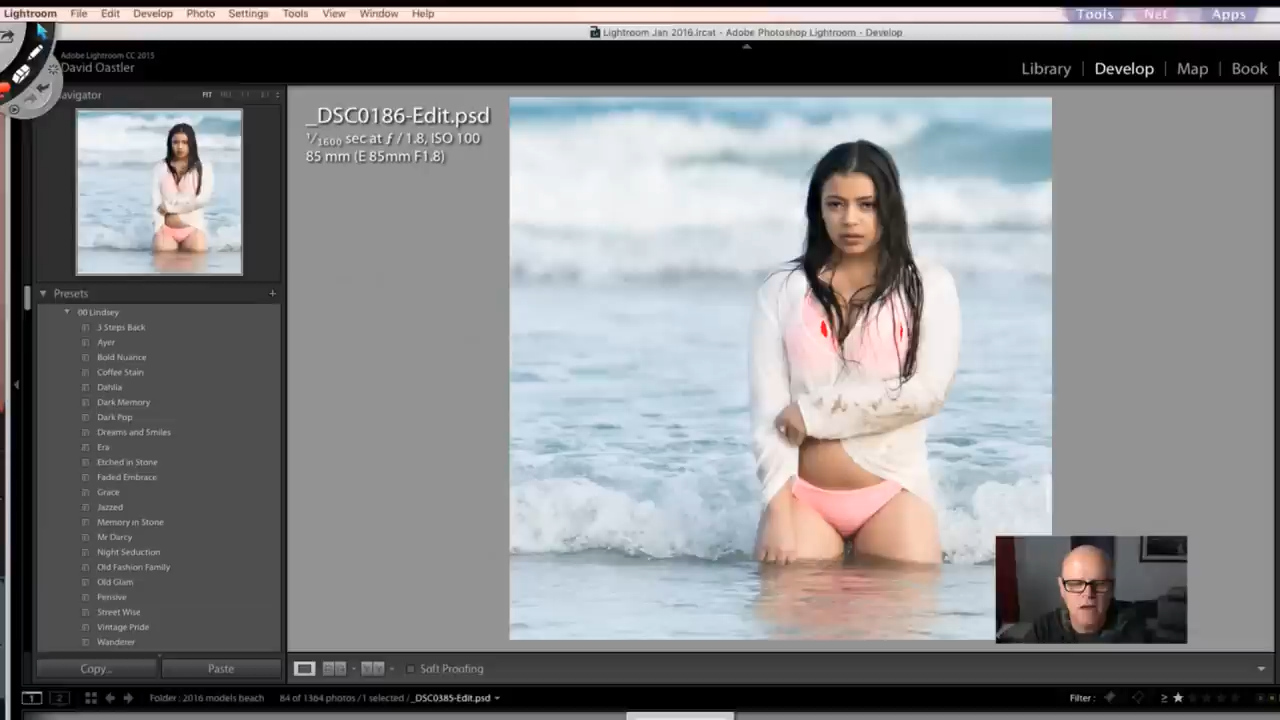 Lightroom File Edit Develop Photo Settings Tools View Window Help
Tools Net Apps
Lightroom Jan 2016.lrcat - Adobe Photoshop Lightroom - Develop
Adobe Lightroom CC 2015
David Oastler
Library | Develop | Map | Book
avigator FIT
_DSC0186-Edit.psd
1/1600 sec at ƒ / 1.8, ISO 100
85 mm (E 85mm F1.8)
Presets +
00 Lindsey
3 Steps Back
Ayer
Bold Nuance
Coffee Stain
Dahlia
Dark Memory
Dark Pop
Dreams and Smiles
Era
Etched in Stone
Faded Embrace
Grace
Jazzed
Memory in Stone
Mr Darcy
Night Seduction
Old Fashion Family
Old Glam
Pensive
Street Wise
Vintage Pride
Wanderer
Copy... Paste
Soft Proofing
1 2 Folder : 2016 models beach 84 of 1364 photos /1 selected /_DSC0385-Edit.psd Filter : ≥